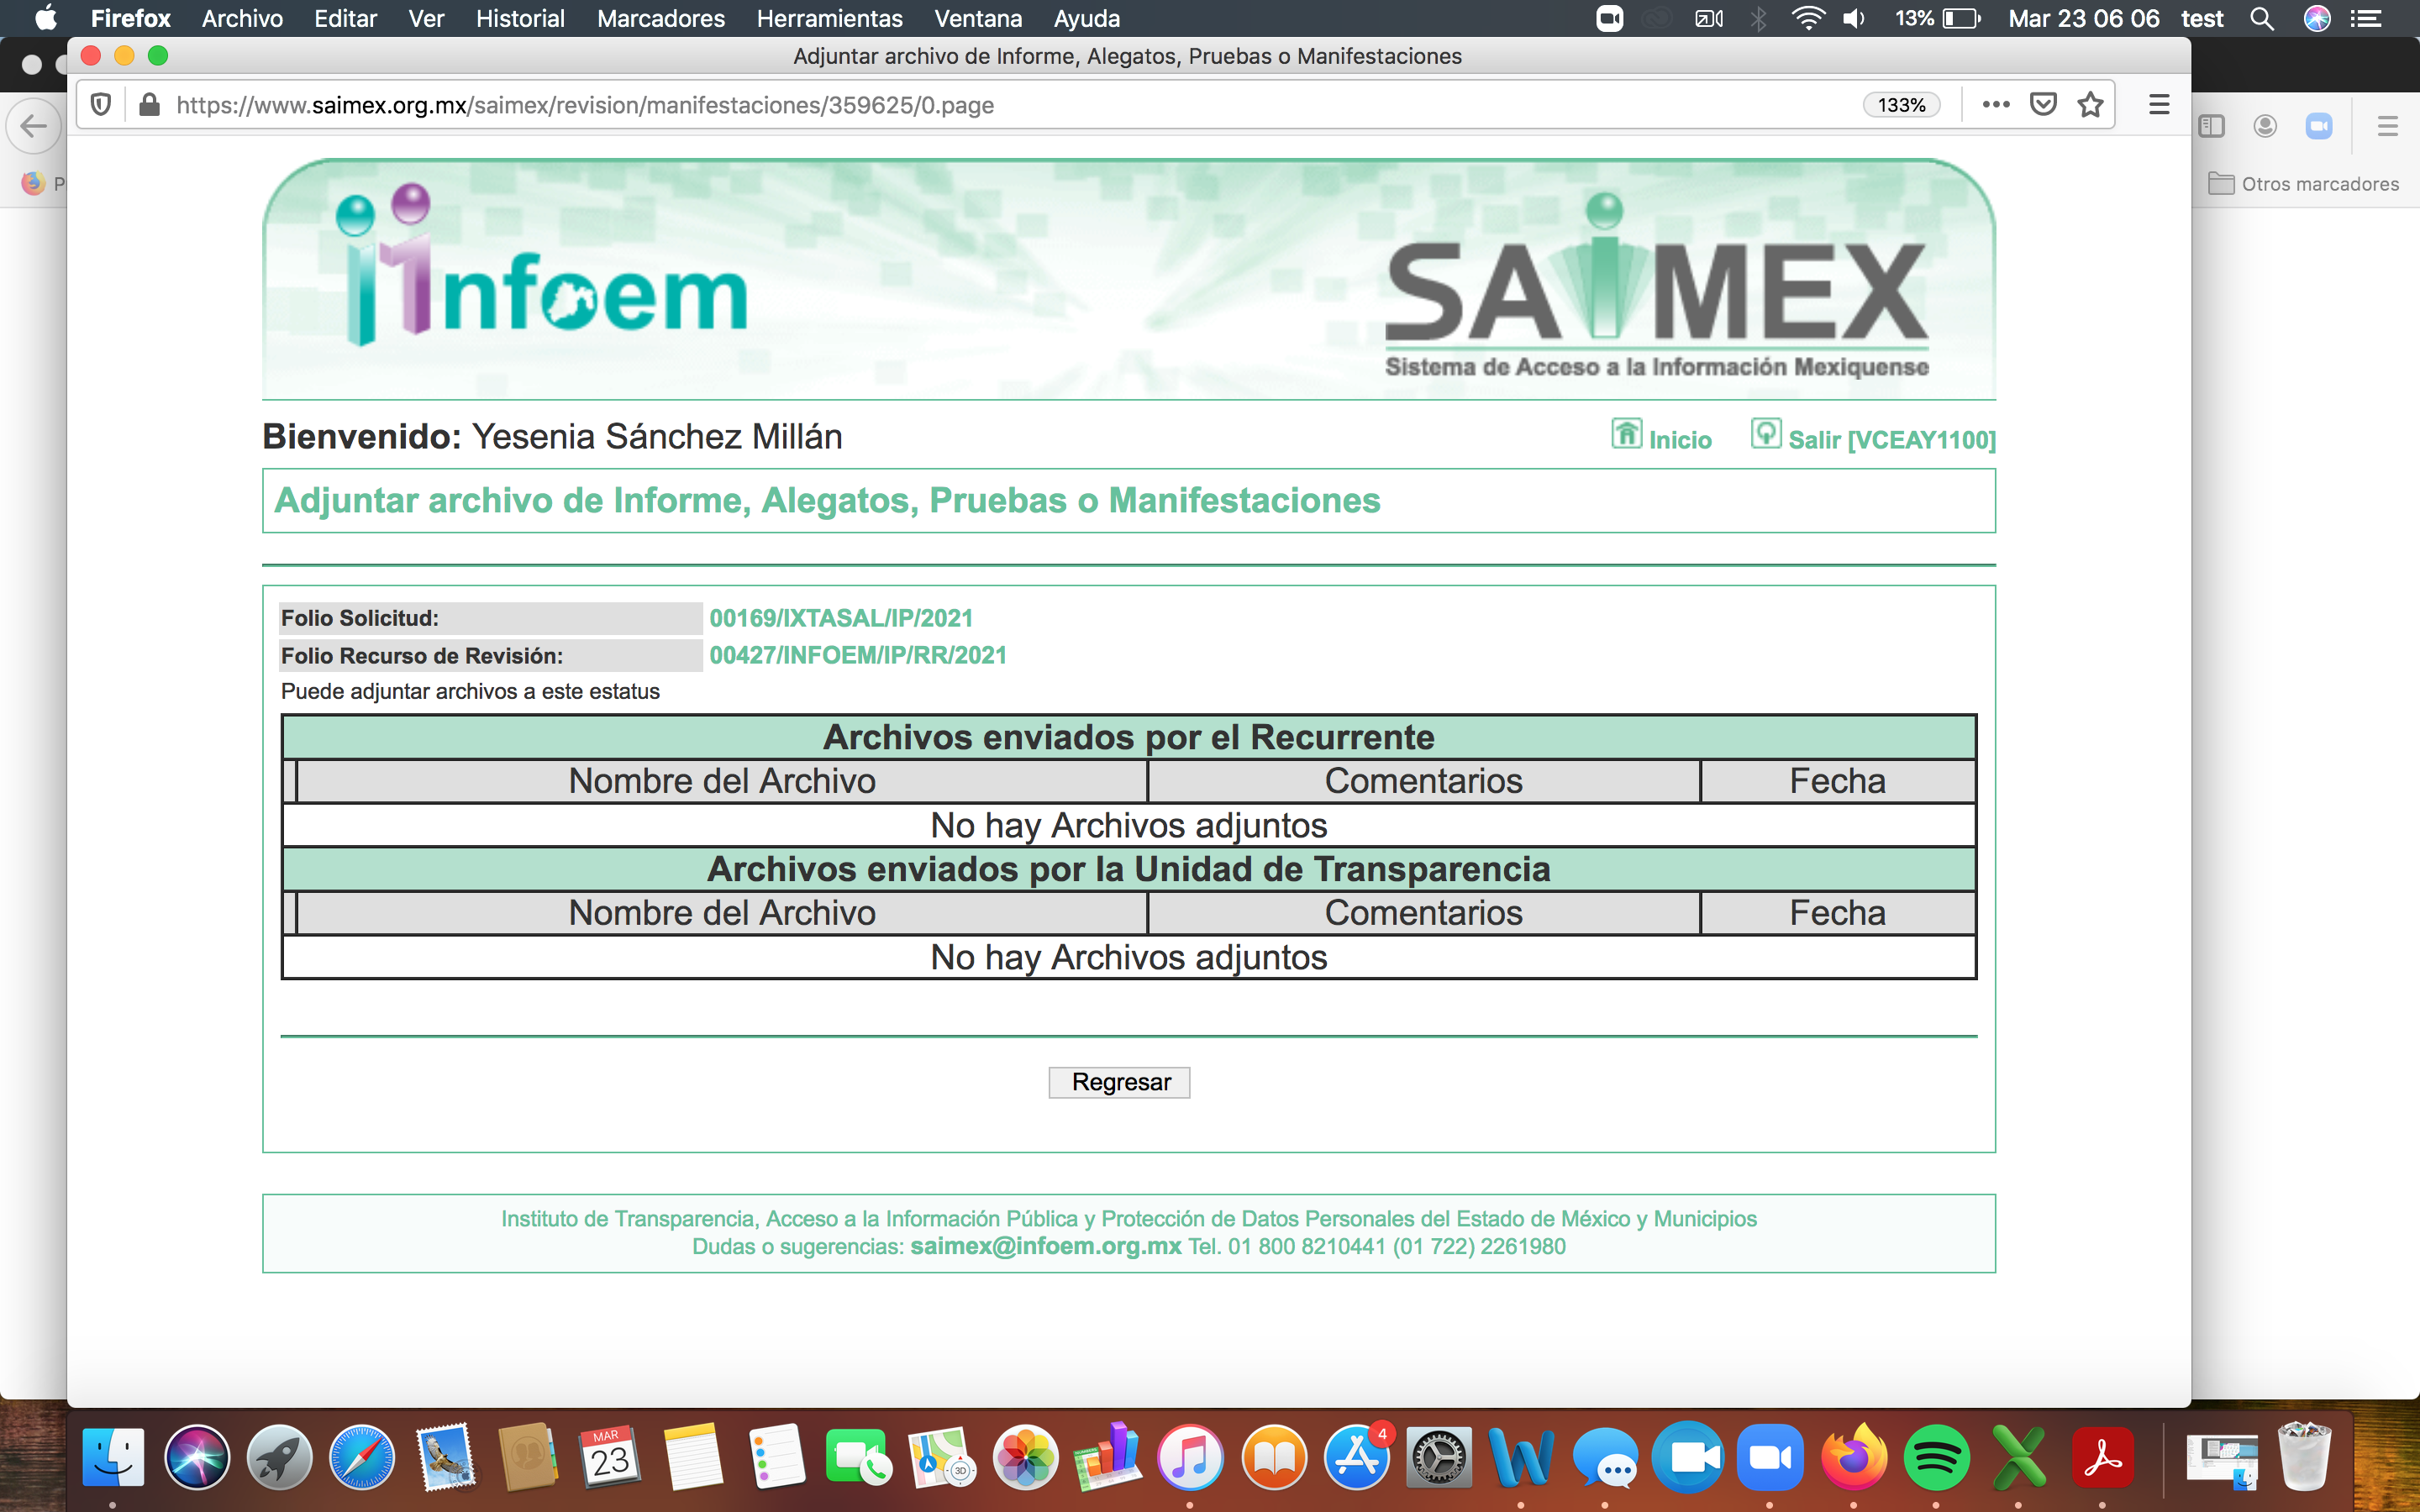 Firefox Archivo Editar Ver Historial Marcadores Herramientas Ventana Ayuda 13% Mar 23 06 06 test
Adjuntar archivo de Informe, Alegatos, Pruebas o Manifestaciones
https://www.saimex.org.mx/saimex/revision/manifestaciones/359625/0.page 133%
P
Otros marcadores
infoem
SAiMEX
Sistema de Acceso a la Información Mexiquense
Bienvenido: Yesenia Sánchez Millán
Inicio Salir [VCEAY1100]
Adjuntar archivo de Informe, Alegatos, Pruebas o Manifestaciones
Folio Solicitud: 00169/IXTASAL/IP/2021
Folio Recurso de Revisión: 00427/INFOEM/IP/RR/2021
Puede adjuntar archivos a este estatus
Archivos enviados por el Recurrente
Nombre del Archivo Comentarios Fecha
No hay Archivos adjuntos
Archivos enviados por la Unidad de Transparencia
Nombre del Archivo Comentarios Fecha
No hay Archivos adjuntos
Regresar
Instituto de Transparencia, Acceso a la Información Pública y Protección de Datos Personales del Estado de México y Municipios
Dudas o sugerencias: saimex@infoem.org.mx Tel. 01 800 8210441 (01 722) 2261980
MAR
23
3D
4